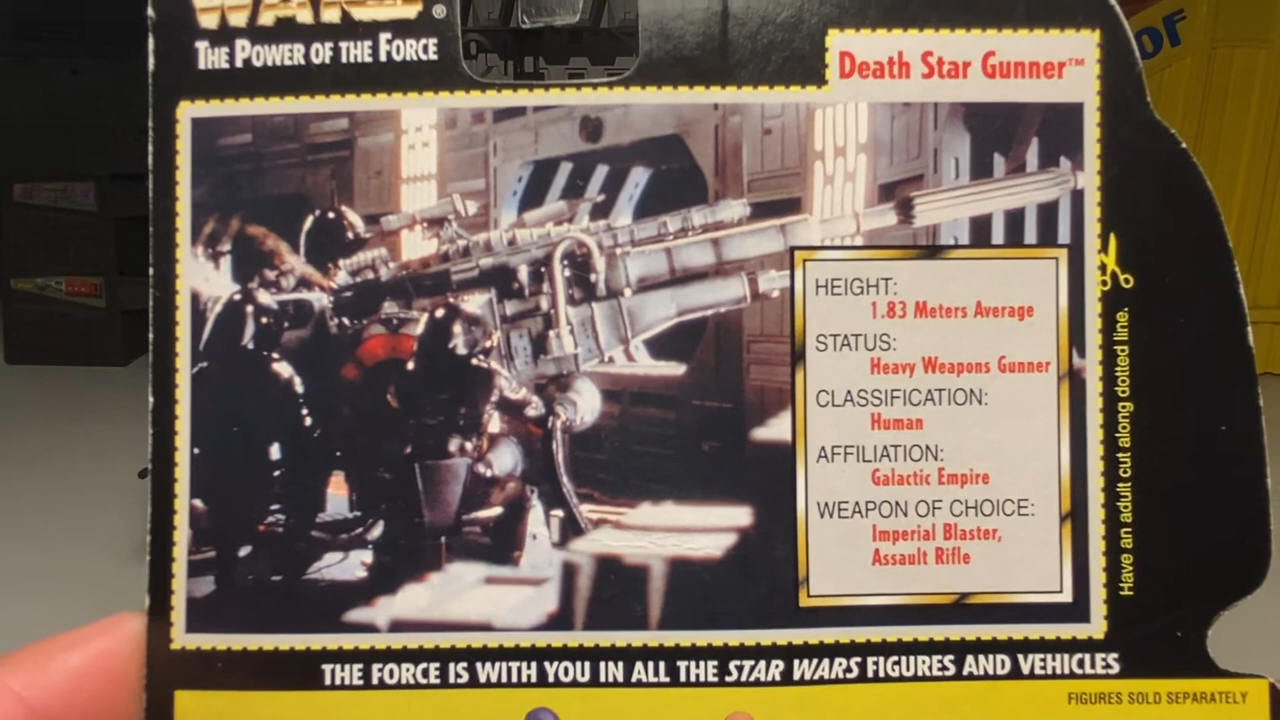 WARS ®
THE POWER OF THE FORCE
OF
Death Star Gunner™
HEIGHT:
1.83 Meters Average
STATUS:
Heavy Weapons Gunner
CLASSIFICATION:
Human
AFFILIATION:
Galactic Empire
WEAPON OF CHOICE:
Imperial Blaster,
Assault Rifle
Have an adult cut along dotted line.
THE FORCE IS WITH YOU IN ALL THE STAR WARS FIGURES AND VEHICLES
FIGURES SOLD SEPARATELY